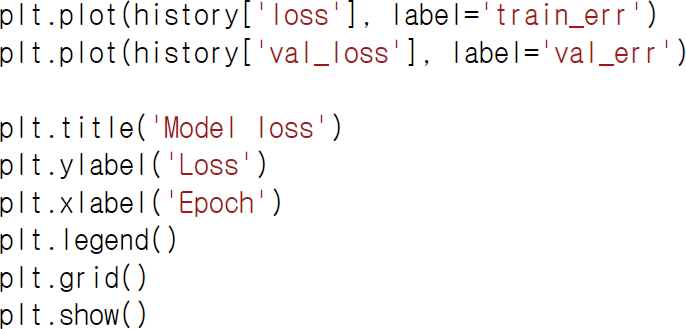 plt.plot(history['loss'], label='train_err')
plt.plot(history['val_loss'], label='val_err')
plt.title('Model loss')
plt.ylabel('Loss')
plt.xlabel('Epoch')
plt.legend()
plt.grid()
plt.show()